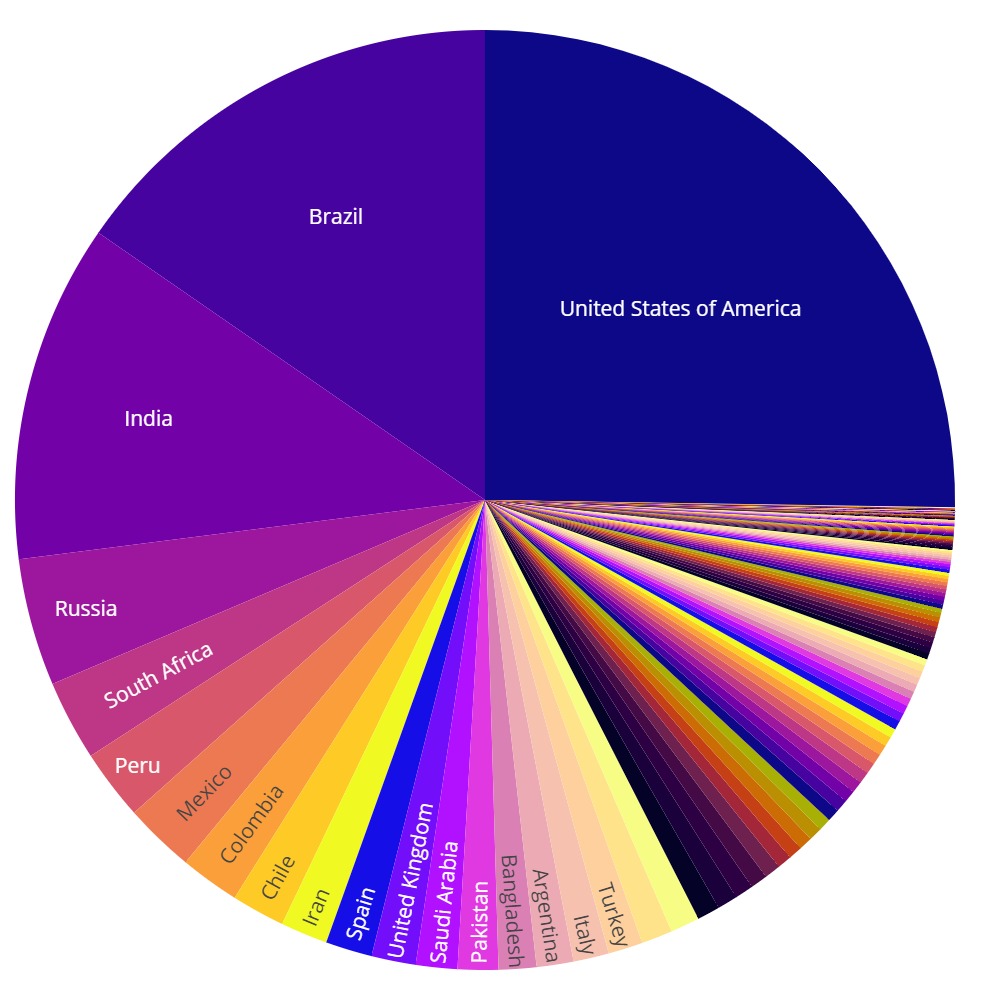 Brazil
United States of America
India
Russia
South Africa
Peru
Mexico
Colombia
Chile
Iran
Spain
United Kingdom
Saudi Arabia
Pakistan
Bangladesh
Argentina
Italy
Turkey